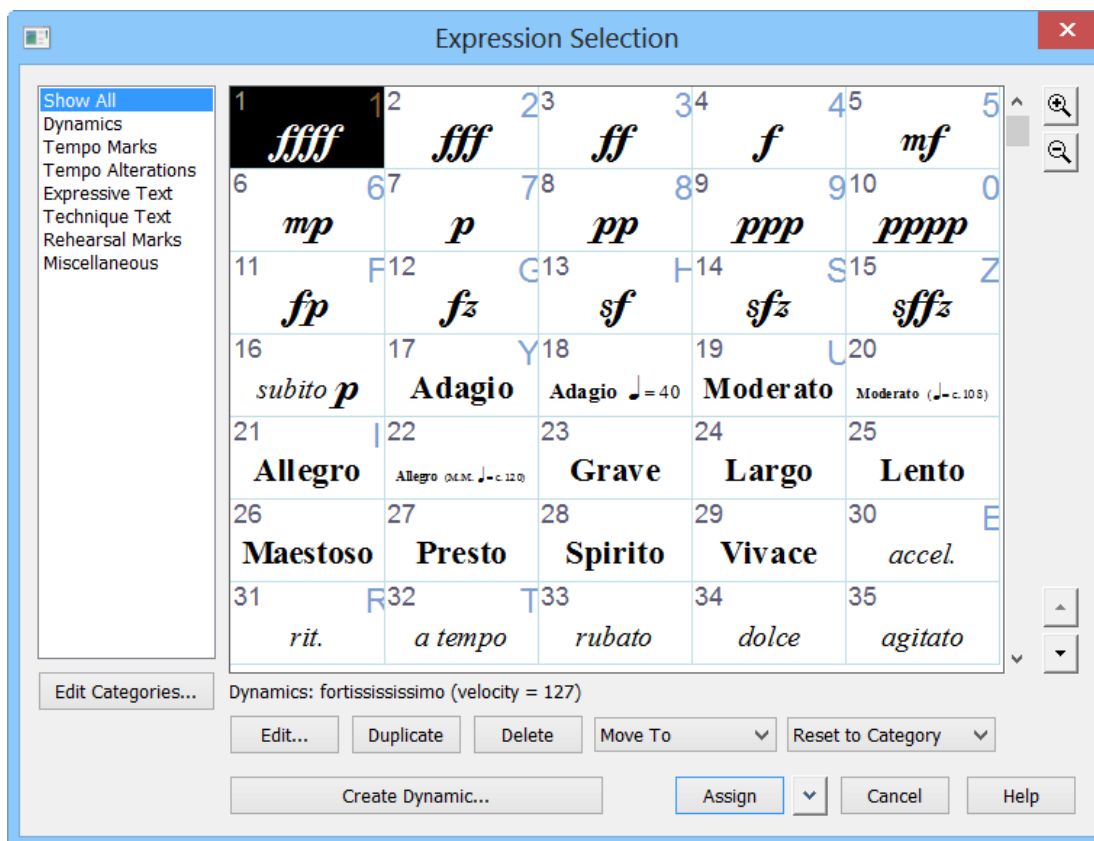 Expression Selection
Show All
Dynamics
Tempo Marks
Tempo Alterations
Expressive Text
Technique Text
Rehearsal Marks
Miscellaneous
1 1 2 2 3 3 4 4 5 5
ffff fff ff f mf
6 6 7 7 8 8 9 9 10 0
mp p pp ppp pppp
11 F 12 G 13 H 14 S 15 Z
fp fz sf sfz sffz
16 17 Y 18 19 U 20
subito p Adagio Adagio ♩ = 40 Moderato Moderato (♩ = c. 108)
21 I 22 23 24 25
Allegro Allegro (M.M. ♩ = c. 120) Grave Largo Lento
26 27 28 29 30 E
Maestoso Presto Spirito Vivace accel.
31 R 32 T 33 34 35
rit. a tempo rubato dolce agitato
Edit Categories... Dynamics: fortissississimo (velocity = 127)
Edit... Duplicate Delete Move To Reset to Category
Create Dynamic... Assign Cancel Help